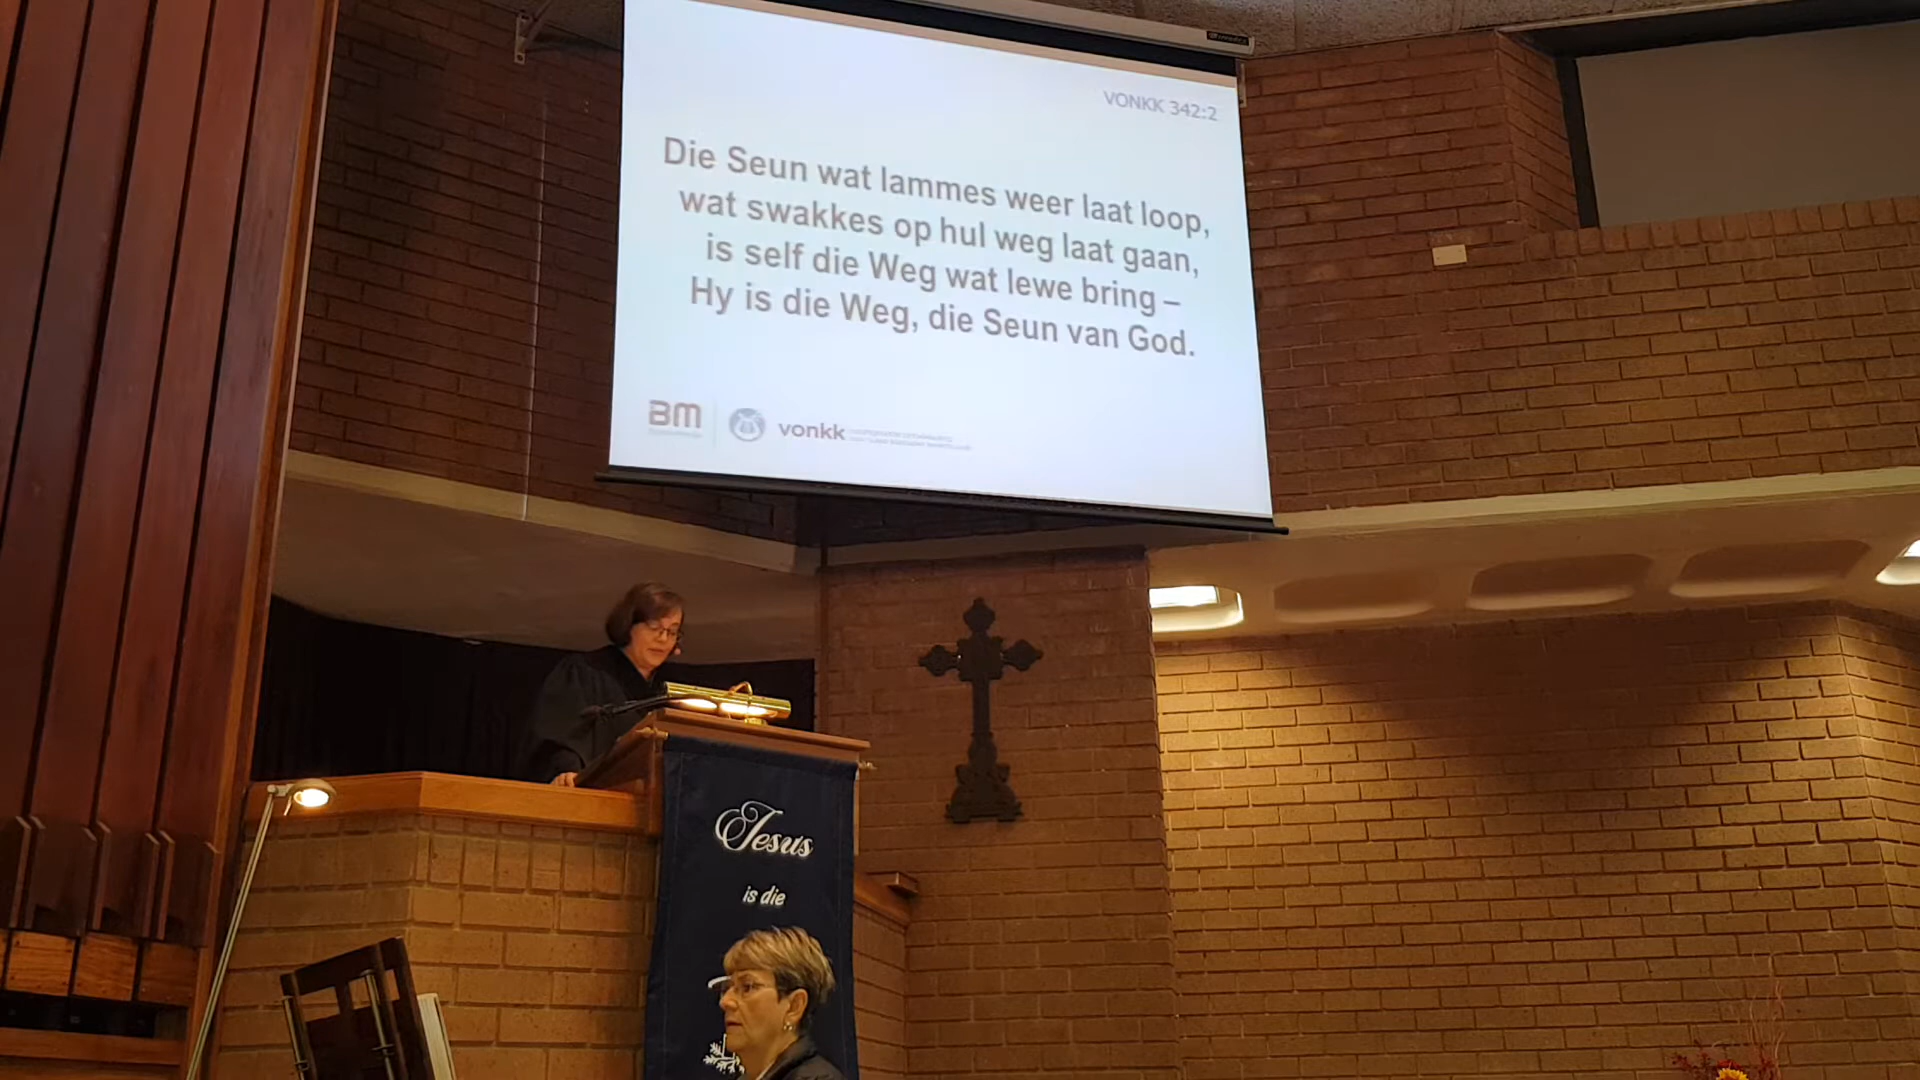 VONKK 342:2
Die Seun wat lammes weer laat loop,
wat swakkes op hul weg laat gaan,
is self die Weg wat lewe bring –
Hy is die Weg, die Seun van God.
BM
vonkk
Jesus
is die